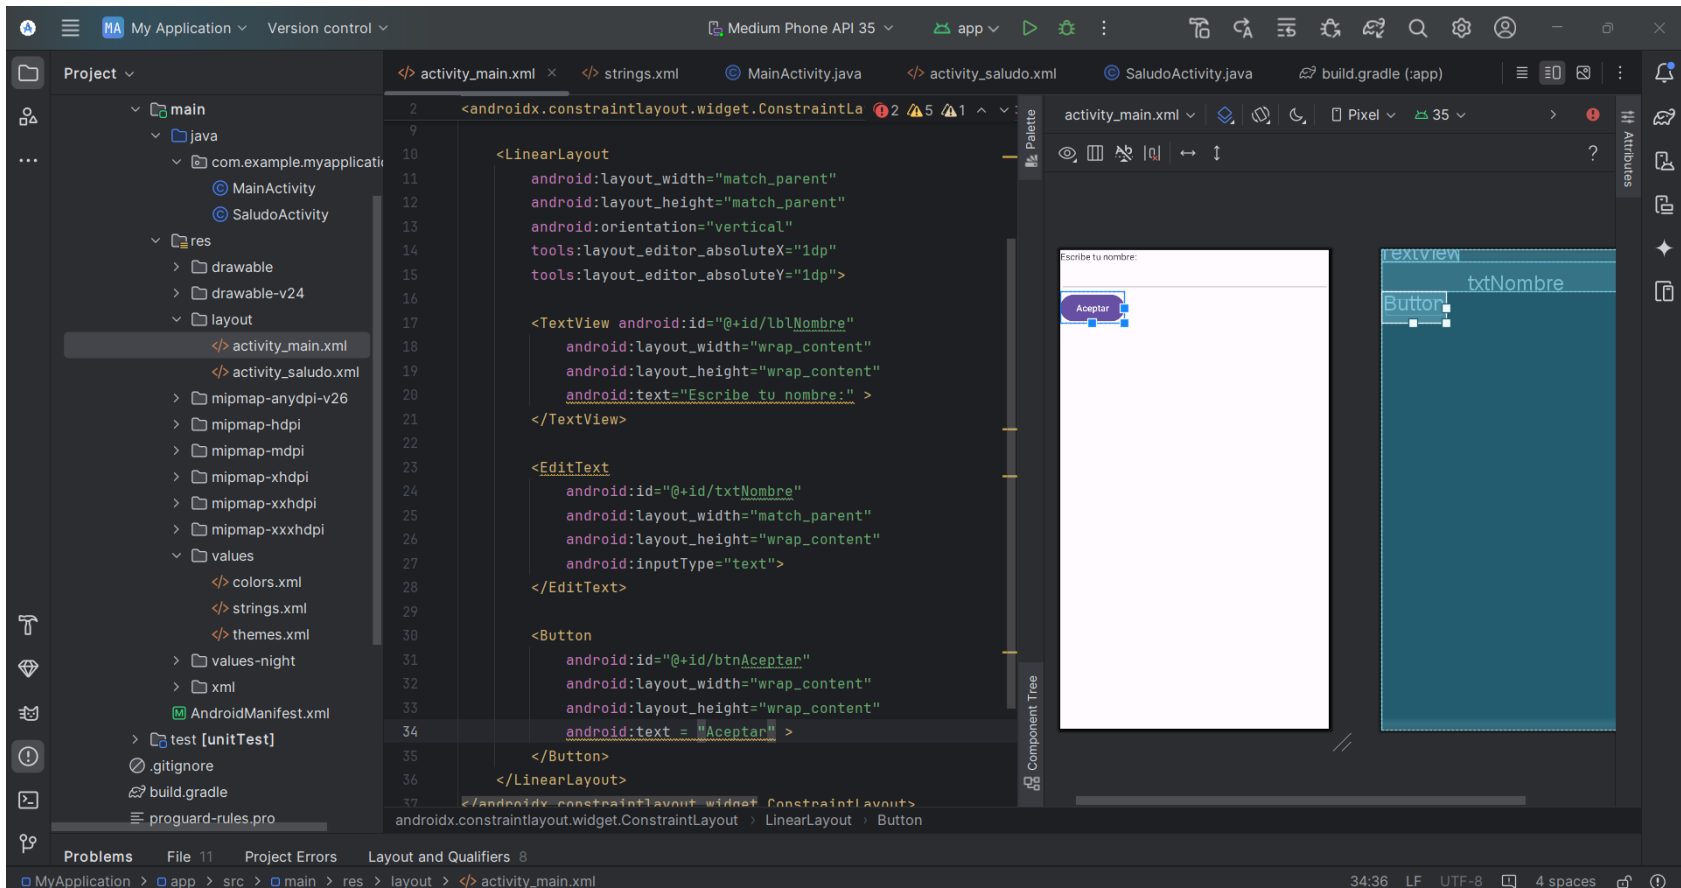 MA My Application Version control Medium Phone API 35 app
Project
activity_main.xml strings.xml MainActivity.java activity_saludo.xml SaludoActivity.java build.gradle (:app)
main
java
com.example.myapplicatic
MainActivity
SaludoActivity
res
drawable
drawable-v24
layout
activity_main.xml
activity_saludo.xml
mipmap-anydpi-v26
mipmap-hdpi
mipmap-mdpi
mipmap-xhdpi
mipmap-xxhdpi
mipmap-xxxhdpi
values
colors.xml
strings.xml
themes.xml
values-night
xml
AndroidManifest.xml
test [unitTest]
.gitignore
build.gradle
proguard-rules.pro
2 <androidx.constraintlayout.widget.ConstraintLa 2 5 1
9
10 <LinearLayout
11 android:layout_width="match_parent"
12 android:layout_height="match_parent"
13 android:orientation="vertical"
14 tools:layout_editor_absoluteX="1dp"
15 tools:layout_editor_absoluteY="1dp">
16
17 <TextView android:id="@+id/lblNombre"
18 android:layout_width="wrap_content"
19 android:layout_height="wrap_content"
20 android:text="Escribe tu nombre:" >
21 </TextView>
22
23 <EditText
24 android:id="@+id/txtNombre"
25 android:layout_width="match_parent"
26 android:layout_height="wrap_content"
27 android:inputType="text">
28 </EditText>
29
30 <Button
31 android:id="@+id/btnAceptar"
32 android:layout_width="wrap_content"
33 android:layout_height="wrap_content"
34 android:text = "Aceptar" >
35 </Button>
36 </LinearLayout>
37 </androidx.constraintlayout.widget.ConstraintLayout>
androidx.constraintlayout.widget.ConstraintLayout > LinearLayout > Button
Palette
Component Tree
activity_main.xml Pixel 35
?
Attributes
Escribe tu nombre:
Aceptar
TextView
txtNombre
Button
Problems File 11 Project Errors Layout and Qualifiers 8
MyApplication > app > src > main > res > layout > activity_main.xml 34:36 LF UTF-8 4 spaces